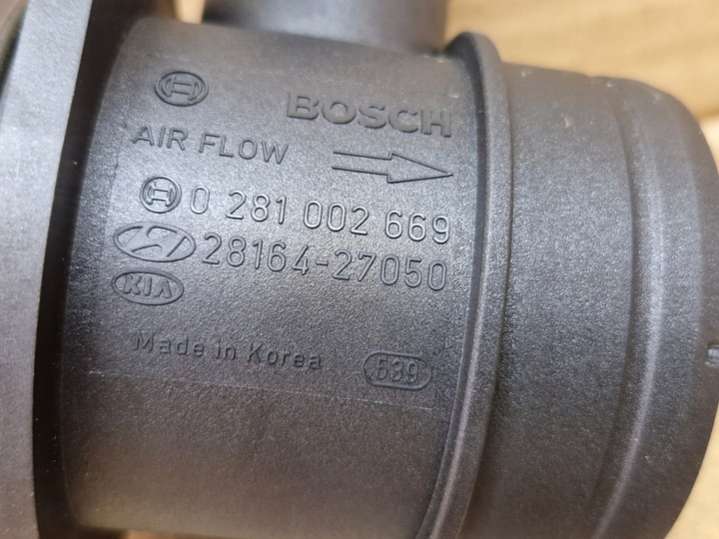 BOSCH
AIR FLOW
0 281 002 669
28164-27050
KIA
Made in Korea 639